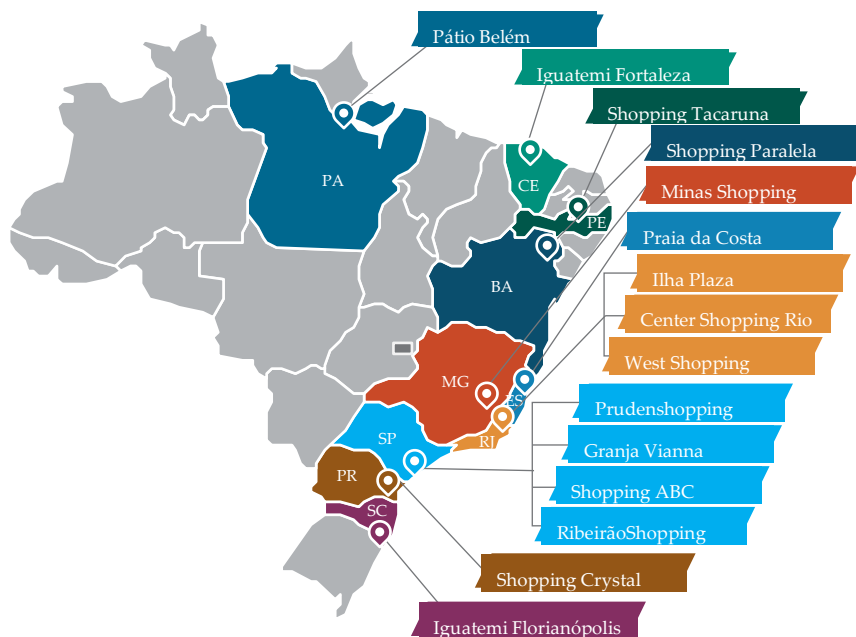 Pátio Belém
Iguatemi Fortaleza
Shopping Tacaruna
Shopping Paralela
PA
CE
Minas Shopping
PE
Praia da Costa
Ilha Plaza
BA
Center Shopping Rio
West Shopping
MG
ES
Prudenshopping
RJ
SP
Granja Vianna
PR
Shopping ABC
SC
RibeirãoShopping
Shopping Crystal
Iguatemi Florianópolis